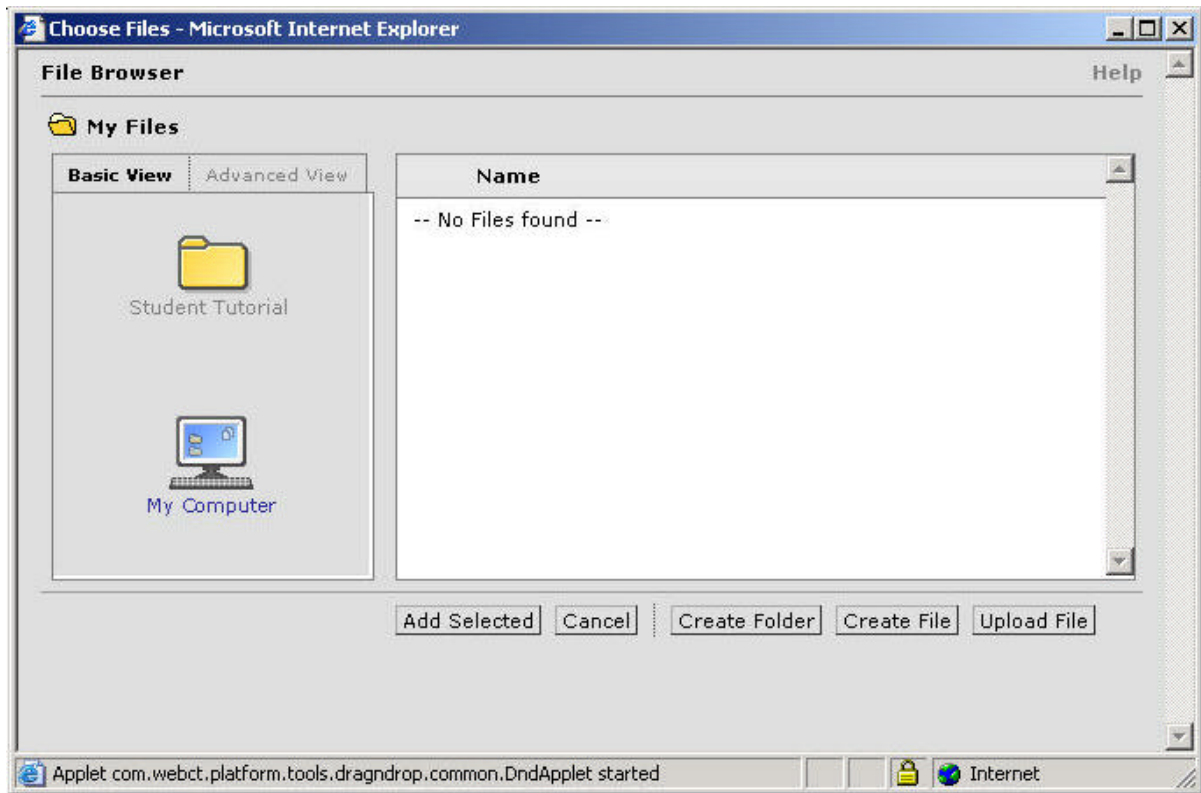 Choose Files - Microsoft Internet Explorer
File Browser
Help
My Files
Basic View
Advanced View
Name
-- No Files found --
Student Tutorial
My Computer
Add Selected
Cancel
Create Folder
Create File
Upload File
Applet com.webct.platform.tools.dragndrop.common.DndApplet started
Internet